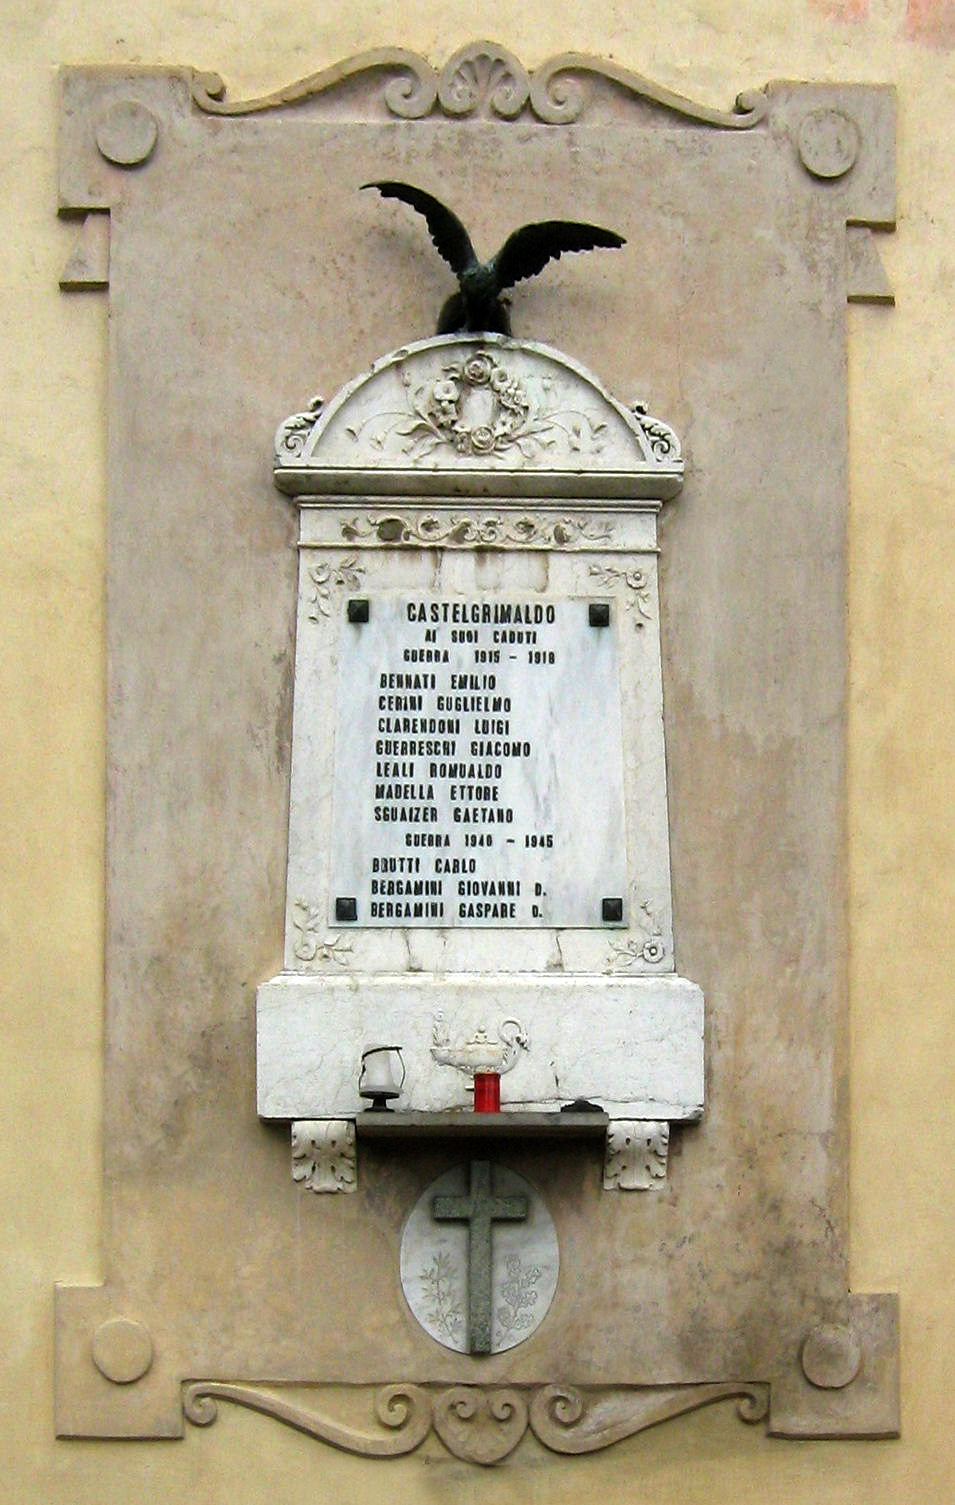 CASTELGRIMALDO
AI SUOI CADUTI
GUERRA 1915 - 1918
BENNATI EMILIO
CERINI GUGLIELMO
CLARENDONI LUIGI
GUERRESCHI GIACOMO
LEALI ROMUALDO
MADELLA ETTORE
SGUAIZER GAETANO
GUERRA 1940 - 1945
BRUTTI CARLO
BERGAMINI GIOVANNI D.
BERGAMINI GASPARE D.